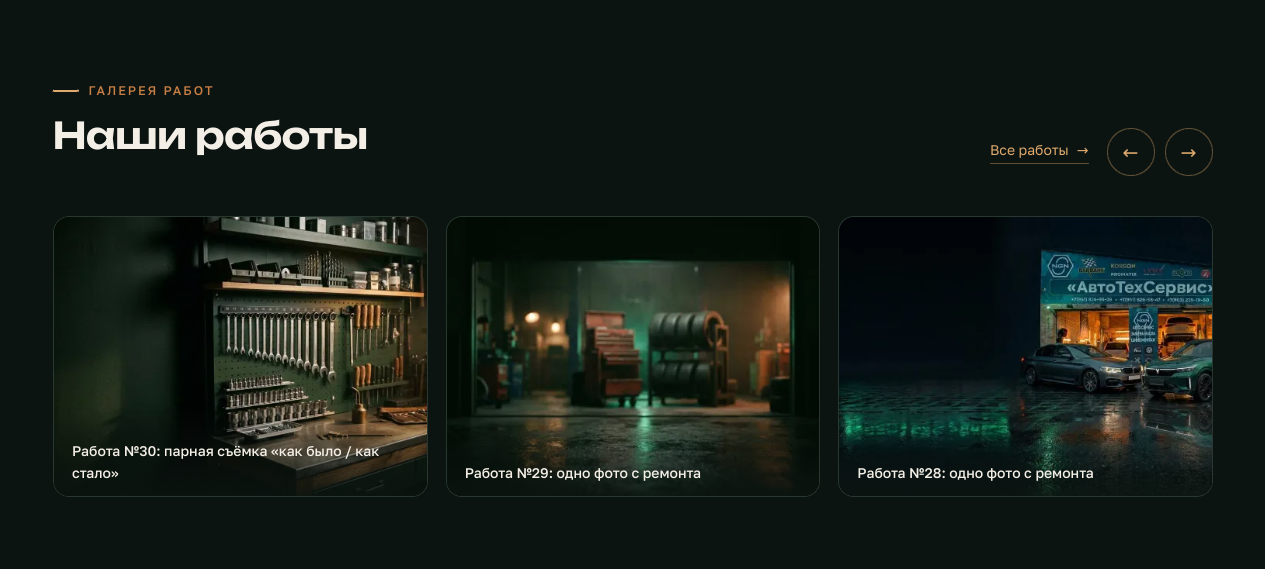 ГАЛЕРЕЯ РАБОТ
Наши работы
Все работы →
← →
Работа №30: парная съёмка «как было / как
стало»
Работа №29: одно фото с ремонта
NGN
«АвтоТехСервис»
Работа №28: одно фото с ремонта